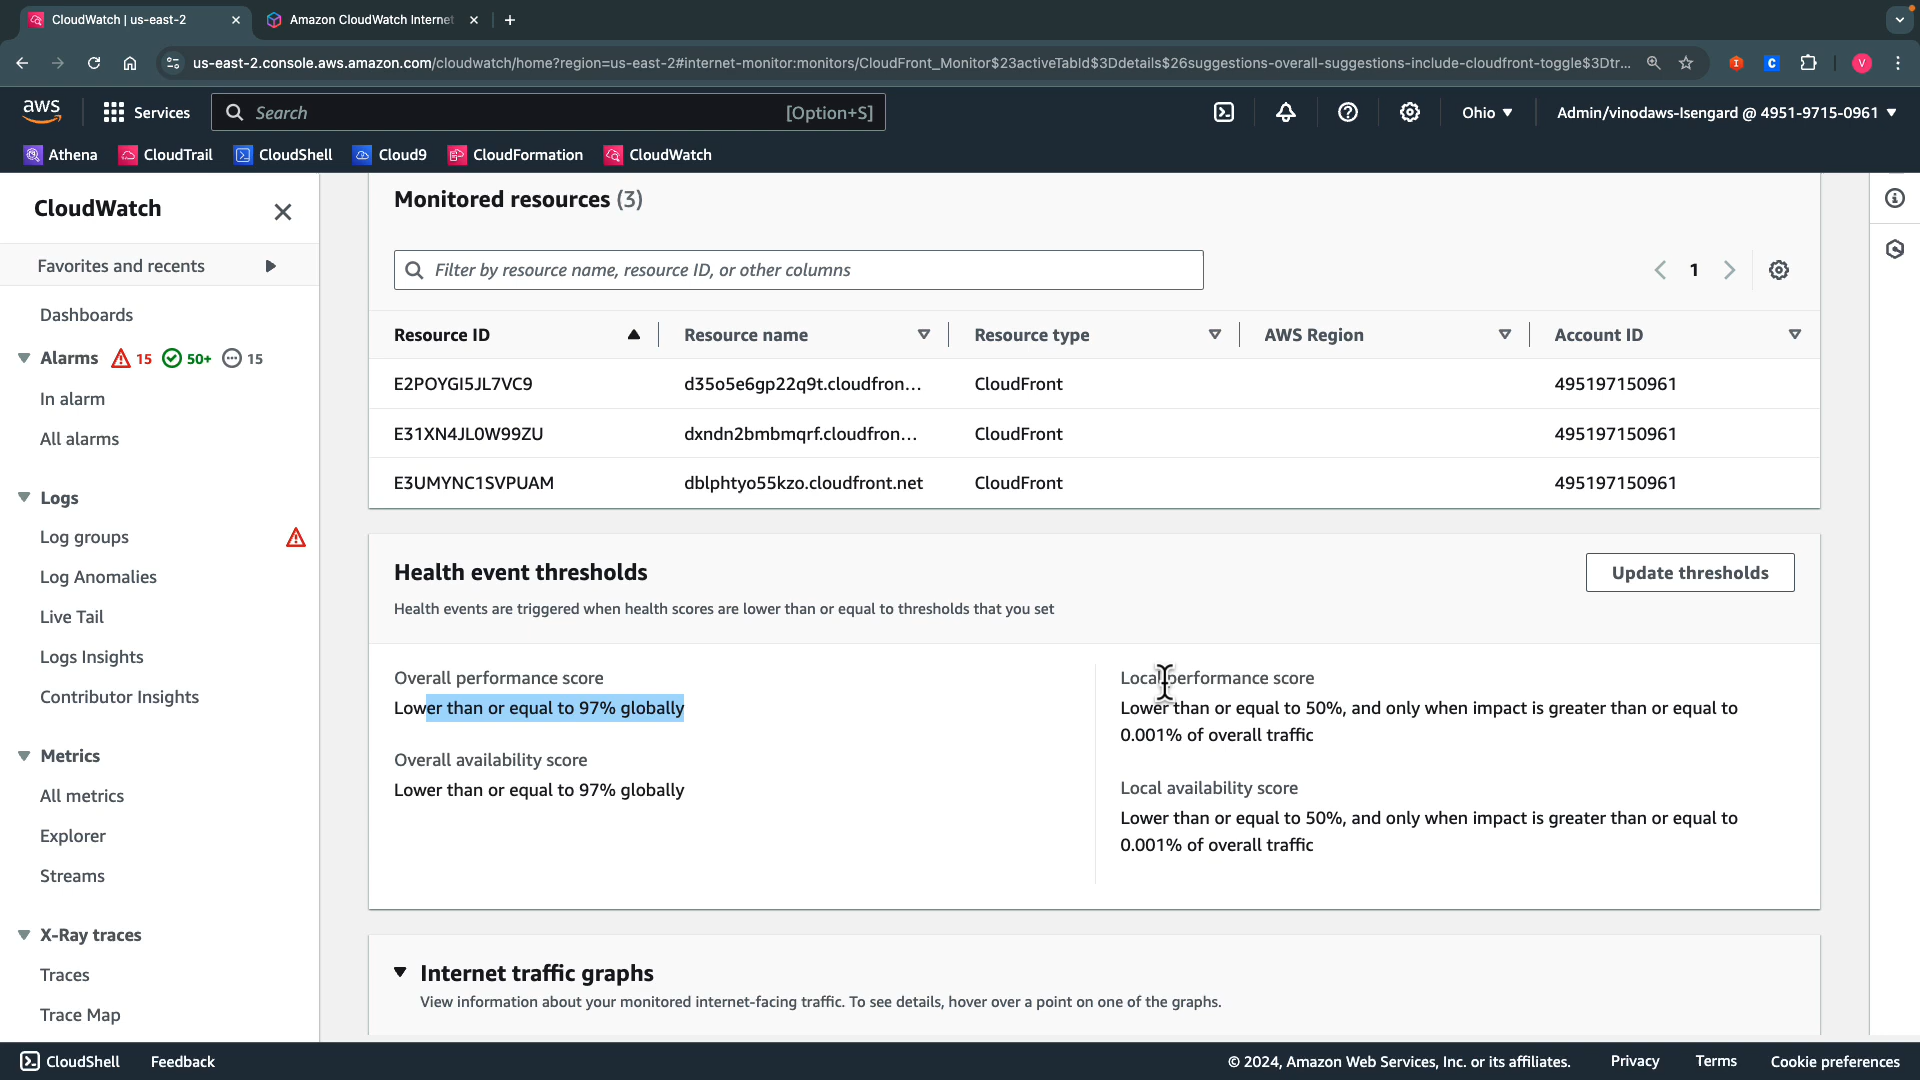 CloudWatch | us-east-2
Amazon CloudWatch Internet
us-east-2.console.aws.amazon.com/cloudwatch/home?region=us-east-2#internet-monitor:monitors/CloudFront_Monitor$23activeTabId$3Ddetails$26suggestions-overall-suggestions-include-cloudfront-toggle$3Dtr...
aws
Services
Search
[Option+S]
Ohio
Admin/vinodaws-Isengard @ 4951-9715-0961
Athena
CloudTrail
CloudShell
Cloud9
CloudFormation
CloudWatch
CloudWatch
Favorites and recents
Dashboards
Alarms 15 50+ 15
In alarm
All alarms
Logs
Log groups
Log Anomalies
Live Tail
Logs Insights
Contributor Insights
Metrics
All metrics
Explorer
Streams
X-Ray traces
Traces
Trace Map
Monitored resources (3)
Filter by resource name, resource ID, or other columns
1
Resource ID Resource name Resource type AWS Region Account ID
E2POYGI5JL7VC9 d35o5e6gp22q9t.cloudfron... CloudFront 495197150961
E31XN4JL0W99ZU dxndn2bmbmqrf.cloudfron... CloudFront 495197150961
E3UMYNC1SVPUAM dblphtyo55kzo.cloudfront.net CloudFront 495197150961
Health event thresholds
Update thresholds
Health events are triggered when health scores are lower than or equal to thresholds that you set
Overall performance score
Lower than or equal to 97% globally
Overall availability score
Lower than or equal to 97% globally
Local performance score
Lower than or equal to 50%, and only when impact is greater than or equal to
0.001% of overall traffic
Local availability score
Lower than or equal to 50%, and only when impact is greater than or equal to
0.001% of overall traffic
Internet traffic graphs
View information about your monitored internet-facing traffic. To see details, hover over a point on one of the graphs.
CloudShell
Feedback
© 2024, Amazon Web Services, Inc. or its affiliates.
Privacy
Terms
Cookie preferences